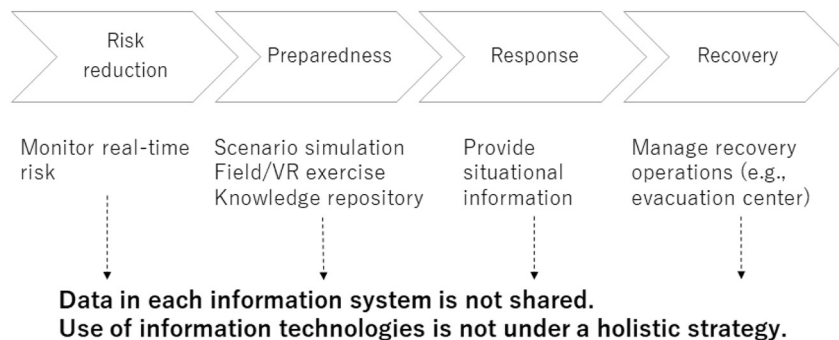 Risk
reduction
Preparedness
Response
Recovery
Monitor real-time
risk
Scenario simulation
Field/VR exercise
Knowledge repository
Provide
situational
information
Manage recovery
operations (e.g.,
evacuation center)
Data in each information system is not shared.
Use of information technologies is not under a holistic strategy.